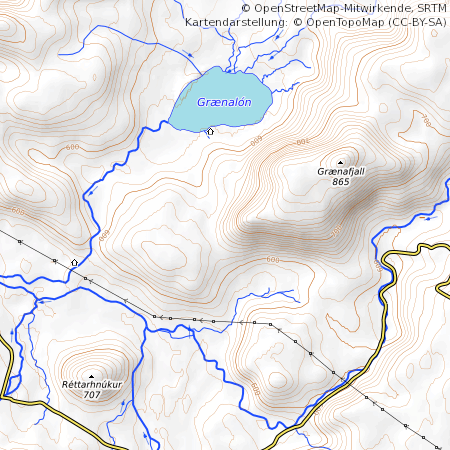 © OpenStreetMap-Mitwirkende, SRTM
Kartendarstellung: © OpenTopoMap (CC-BY-SA)
Grænalón
600
700
700
600
Grænafjall
865
600
600
Réttarhnúkur
707
600